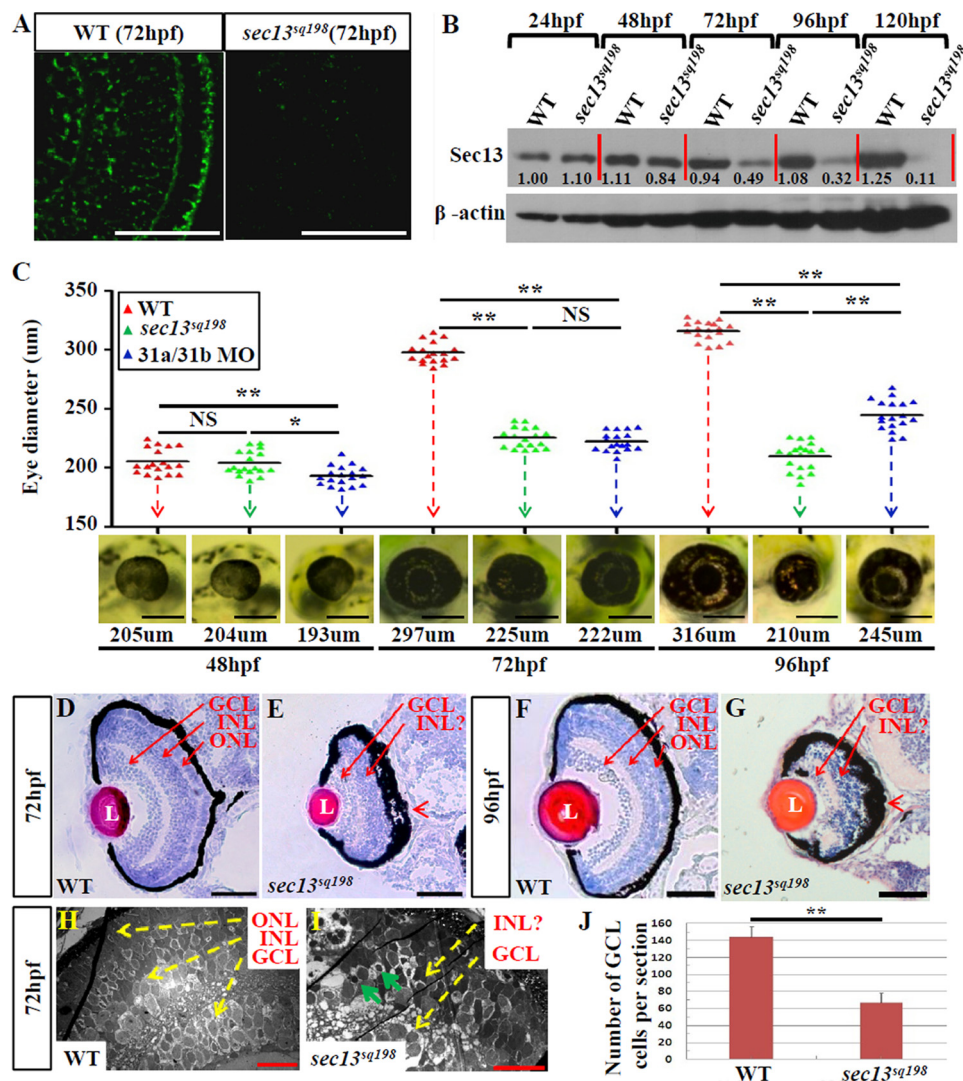 A
WT (72hpf)
sec13sq198(72hpf)
B
24hpf 48hpf 72hpf 96hpf 120hpf
WT sec13sq198 WT sec13sq198 WT sec13sq198 WT sec13sq198 WT sec13sq198
Sec13
1.00 1.10 1.11 0.84 0.94 0.49 1.08 0.32 1.25 0.11
β -actin
C
Eye diameter (um)
350
300
250
200
150
WT
sec13sq198
31a/31b MO
**
NS
*
**
**
NS
**
**
**
205um 204um 193um 297um 225um 222um 316um 210um 245um
48hpf 72hpf 96hpf
72hpf
D
GCL
INL
ONL
L
WT
E
GCL
INL?
L
sec13sq198
96hpf
F
GCL
INL
ONL
L
WT
G
GCL
INL?
L
sec13sq198
72hpf
H
ONL
INL
GCL
WT
I
INL?
GCL
sec13sq198
J
Number of GCL
cells per section
**
160
140
120
100
80
60
40
20
0
WT sec13sq198